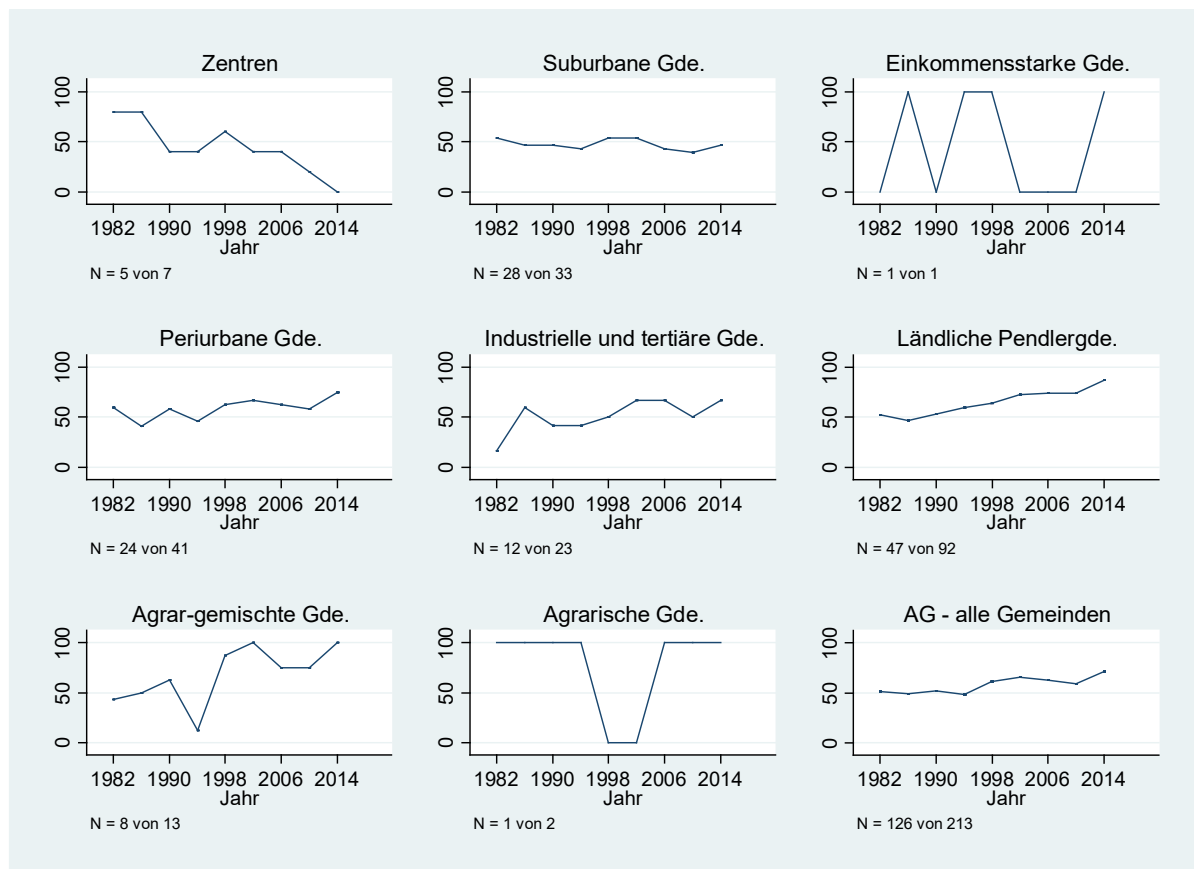 Zentren
100
50
0
1982 1990 1998 2006 2014
Jahr
N = 5 von 7
Suburbane Gde.
100
50
0
1982 1990 1998 2006 2014
Jahr
N = 28 von 33
Einkommensstarke Gde.
100
50
0
1982 1990 1998 2006 2014
Jahr
N = 1 von 1
Periurbane Gde.
100
50
0
1982 1990 1998 2006 2014
Jahr
N = 24 von 41
Industrielle und tertiäre Gde.
100
50
0
1982 1990 1998 2006 2014
Jahr
N = 12 von 23
Ländliche Pendlergde.
100
50
0
1982 1990 1998 2006 2014
Jahr
N = 47 von 92
Agrar-gemischte Gde.
100
50
0
1982 1990 1998 2006 2014
Jahr
N = 8 von 13
Agrarische Gde.
100
50
0
1982 1990 1998 2006 2014
Jahr
N = 1 von 2
AG - alle Gemeinden
100
50
0
1982 1990 1998 2006 2014
Jahr
N = 126 von 213